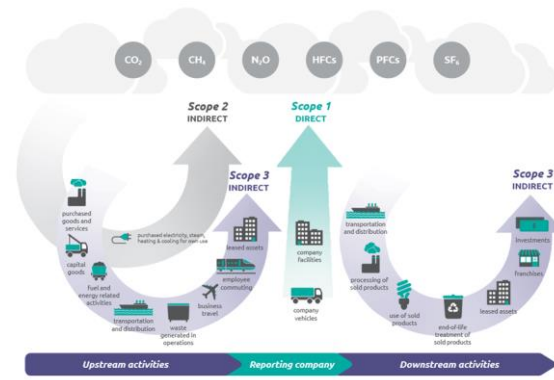 CO₂
CH₄
N₂O
HFCs
PFCs
SF₆
Scope 2
INDIRECT
Scope 1
DIRECT
Scope 3
INDIRECT
Scope 3
INDIRECT
purchased
goods and
services
capital
goods
fuel and
energy related
activities
transportation
and distribution
waste
generated in
operations
business
travel
employee
commuting
leased assets
purchased electricity, steam,
heating & cooling for own use
company
facilities
company
vehicles
transportation
and distribution
processing of
sold products
use of sold
products
end-of-life
treatment of
sold products
leased assets
franchises
investments
Upstream activities
Reporting company
Downstream activities